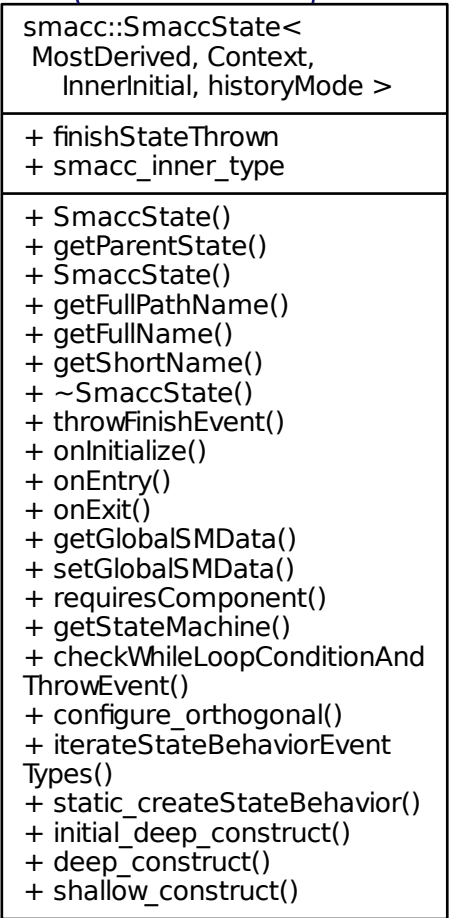 smacc::SmaccState<
MostDerived, Context,
InnerInitial, historyMode >
+ finishStateThrown
+ smacc_inner_type
+ SmaccState()
+ getParentState()
+ SmaccState()
+ getFullPathName()
+ getFullName()
+ getShortName()
+ ~SmaccState()
+ throwFinishEvent()
+ onInitialize()
+ onEntry()
+ onExit()
+ getGlobalSMData()
+ setGlobalSMData()
+ requiresComponent()
+ getStateMachine()
+ checkWhileLoopConditionAnd
ThrowEvent()
+ configure_orthogonal()
+ iterateStateBehaviorEvent
Types()
+ static_createStateBehavior()
+ initial_deep_construct()
+ deep_construct()
+ shallow_construct()